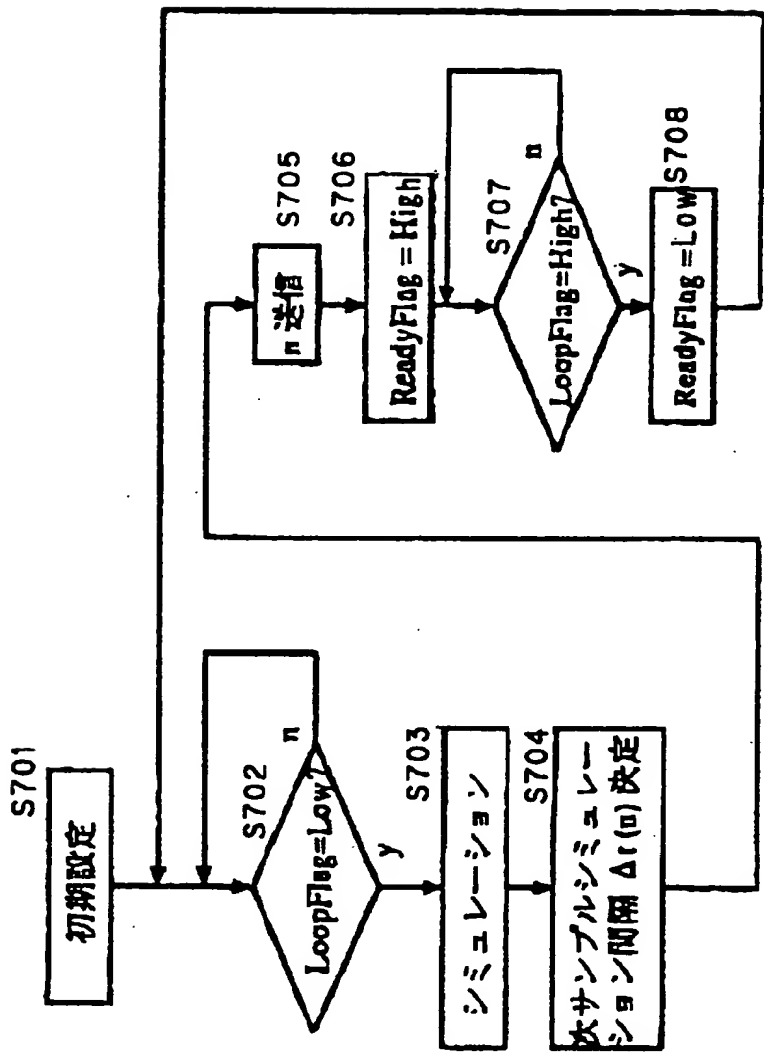 S701
初期設定
S702
LoopFlag=Low?
n
y
S703
シミュレーション
S704
次サンプルシミュレー
ション間隔 Δt(n) 決定
S705
n 送信
S706
ReadyFlag = High
S707
LoopFlag=High?
n
y
S708
ReadyFlag = Low